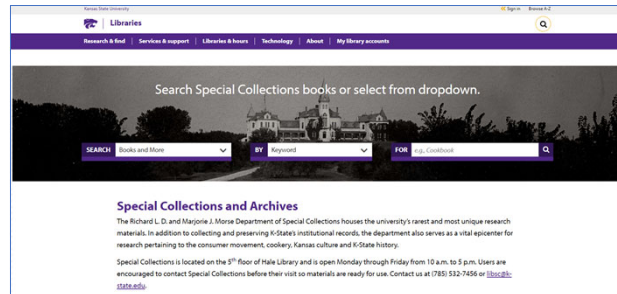 Kansas State University
Sign in Browse A-Z
Libraries
Research & find Services & support Libraries & hours Technology About My library accounts
Search Special Collections books or select from dropdown.
SEARCH Books and More BY Keyword FOR e.g., Cookbook
Special Collections and Archives
The Richard L. D. and Marjorie J. Morse Department of Special Collections houses the university's rarest and most unique research
materials. In addition to collecting and preserving K-State's institutional records, the department also serves as a vital epicenter for
research pertaining to the consumer movement, cookery, Kansas culture and K-State history.
Special Collections is located on the 5th floor of Hale Library and is open Monday through Friday from 10 a.m. to 5 p.m. Users are
encouraged to contact Special Collections before their visit so materials are ready for use. Contact us at (785) 532-7456 or libsc@k-
state.edu.